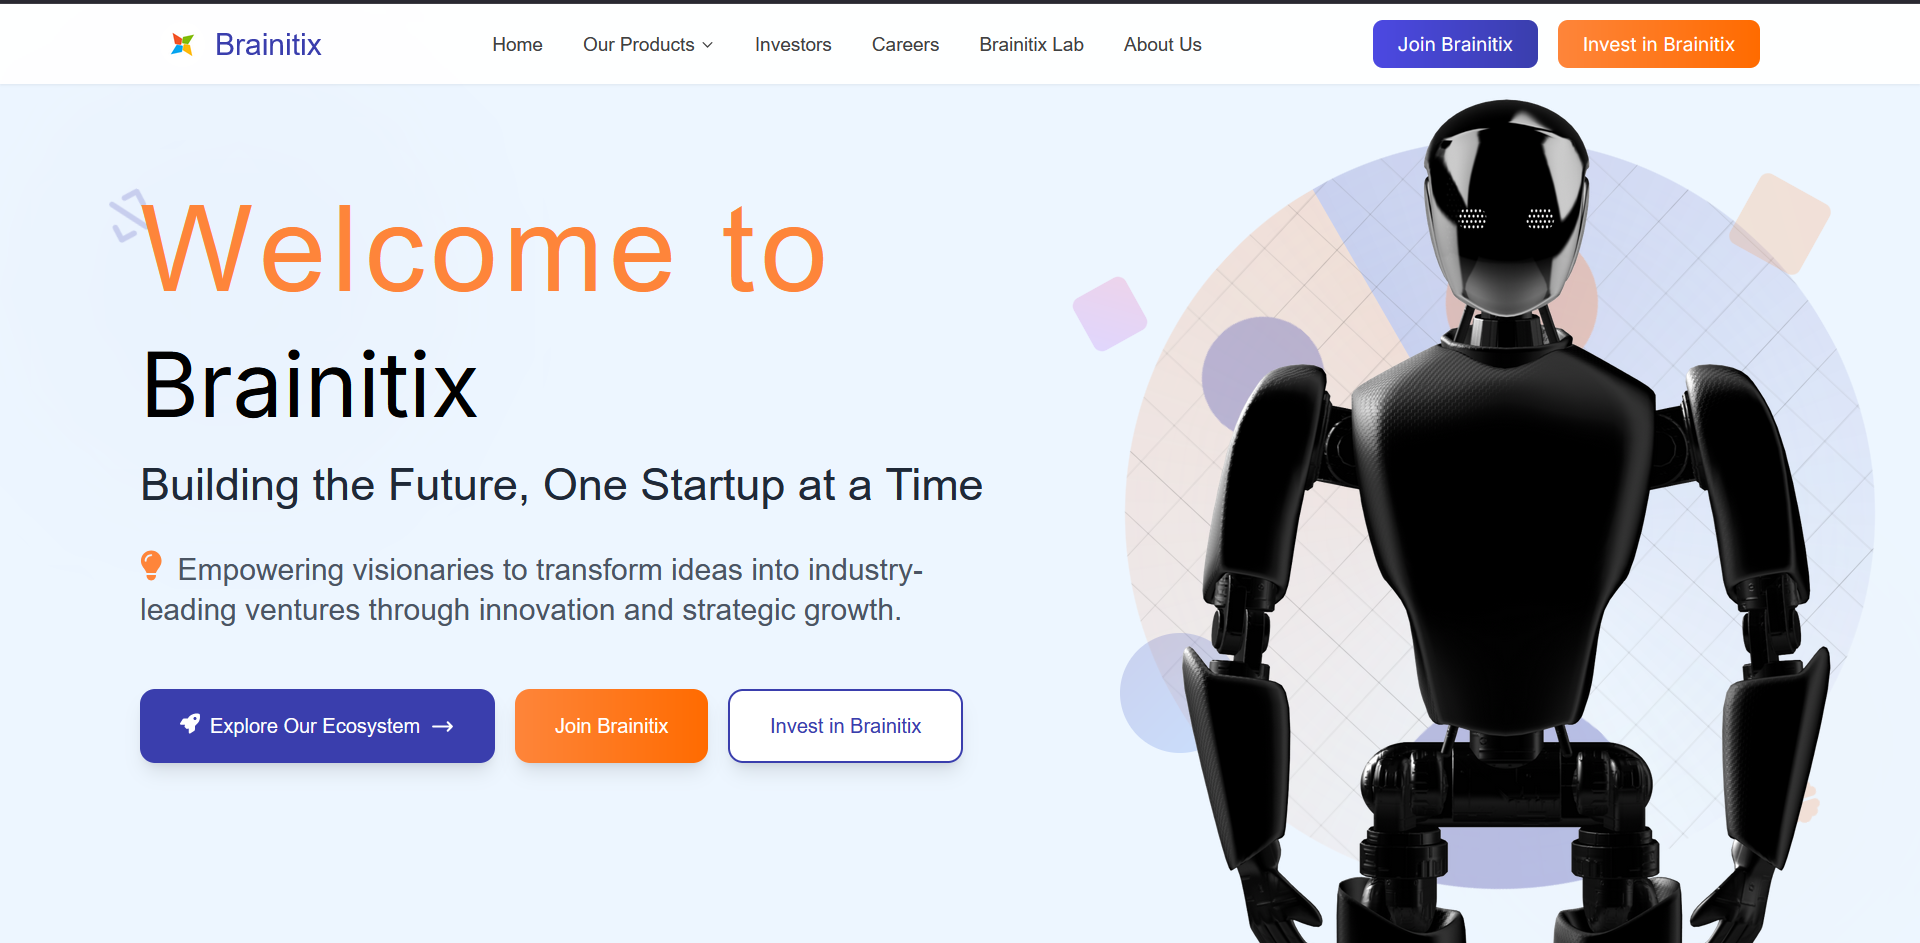 Brainitix
Home
Our Products
Investors
Careers
Brainitix Lab
About Us
Join Brainitix
Invest in Brainitix
Welcome to
Brainitix
Building the Future, One Startup at a Time
Empowering visionaries to transform ideas into industry-
leading ventures through innovation and strategic growth.
Explore Our Ecosystem →
Join Brainitix
Invest in Brainitix